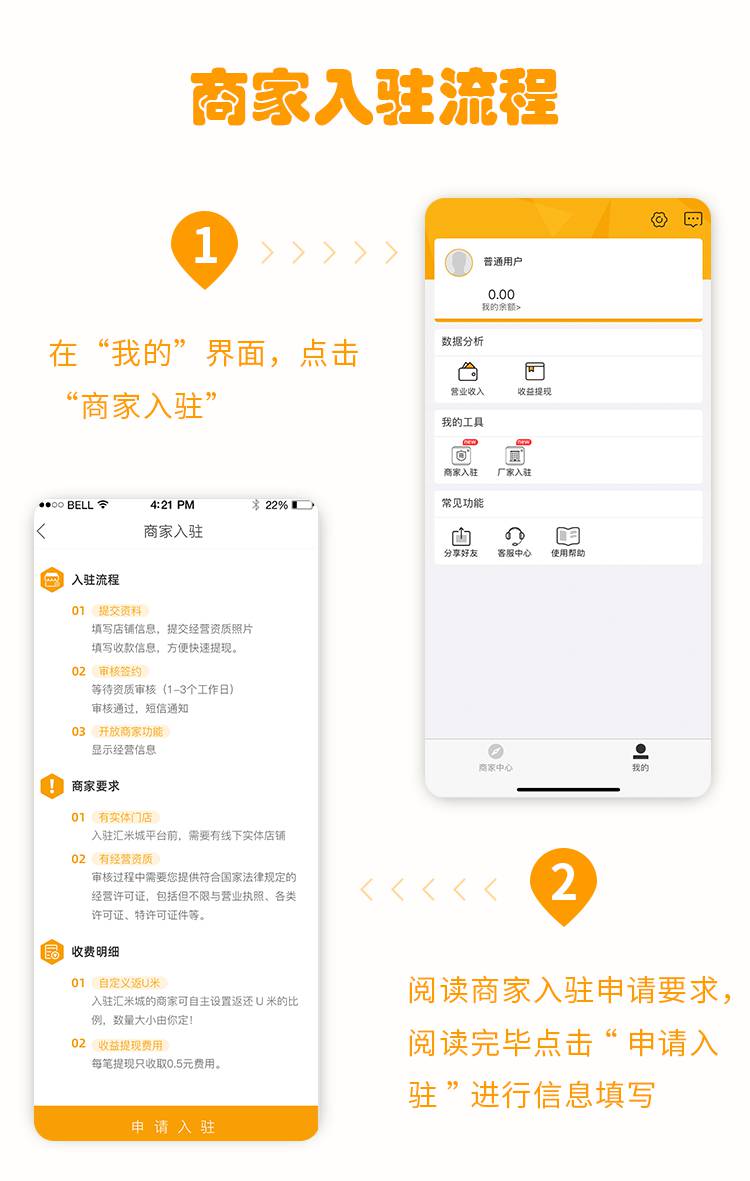 商家入驻流程
1
在“我的”界面，点击
“商家入驻”
普通用户
0.00
我的余额>
数据分析
营业收入
收益提现
我的工具
new
new
商家入驻
厂家入驻
常见功能
分享好友
客服中心
使用帮助
商家中心
我的
BELL 4:21 PM 22%
商家入驻
入驻流程
01 提交资料
填写店铺信息，提交经营资质照片
填写收款信息，方便快速提现。
02 审核签约
等待资质审核（1-3个工作日）
审核通过，短信通知
03 开放商家功能
显示经营信息
商家要求
01 有实体门店
入驻汇米城平台前，需要有线下实体店铺
02 有经营资质
审核过程中需要您提供符合国家法律规定的
经营许可证，包括但不限与营业执照、各类
许可证、特许可证件等。
收费明细
01 自定义返U米
入驻汇米城的商家可自主设置返还 U 米的比
例，数量大小由你定！
02 收益提现费用
每笔提现只收取0.5元费用。
申请入驻
2
阅读商家入驻申请要求，
阅读完毕点击“申请入
驻”进行信息填写